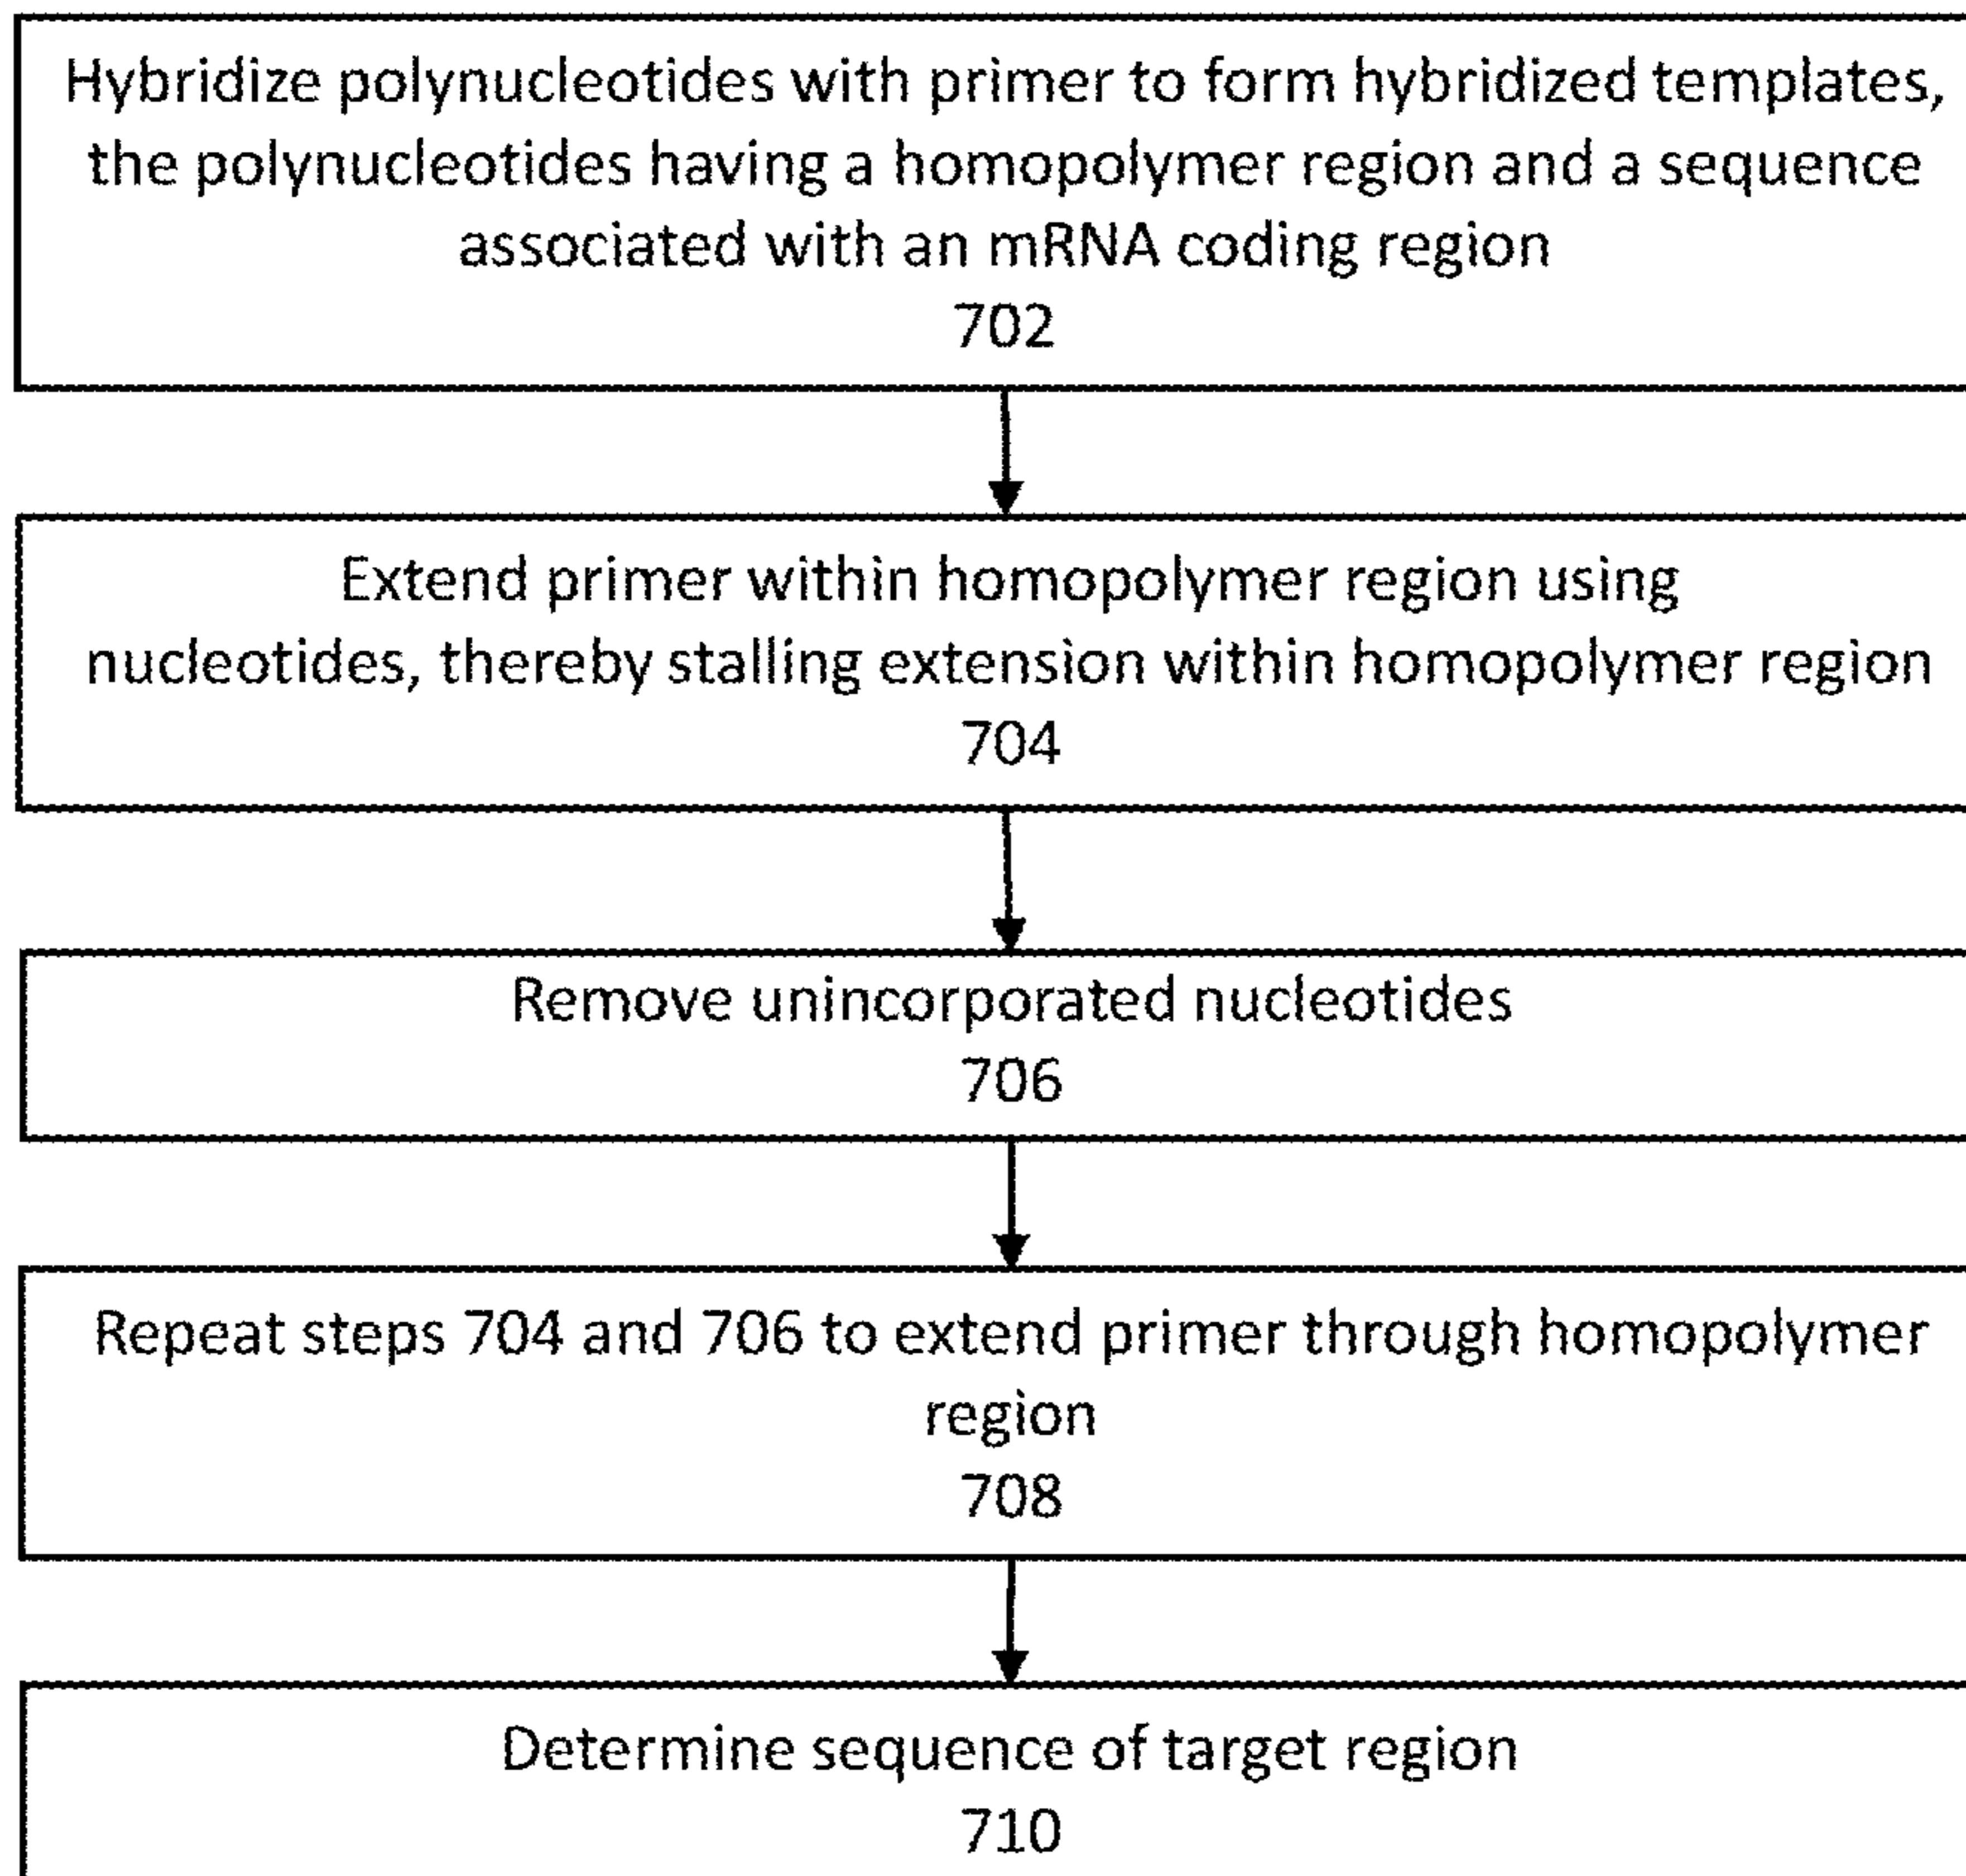 Hybridize polynucleotides with primer to form hybridized templates,
the polynucleotides having a homopolymer region and a sequence
associated with an mRNA coding region
702
Extend primer within homopolymer region using
nucleotides, thereby stalling extension within homopolymer region
704
Remove unincorporated nucleotides
706
Repeat steps 704 and 706 to extend primer through homopolymer
region
708
Determine sequence of target region
710